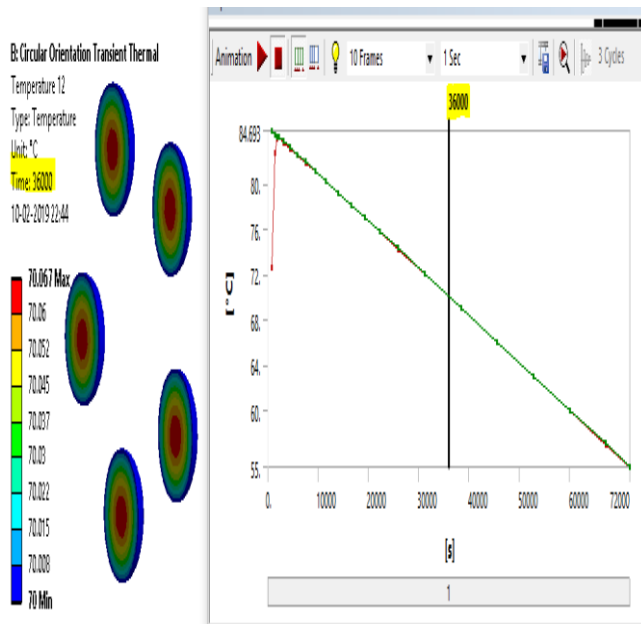 B: Circular Orientation Transient Thermal
Temperature 12
Type: Temperature
Unit: °C
Time: 36000
10-02-2019 22:44
70.067 Max
70.06
70.052
70.045
70.037
70.03
70.022
70.015
70.008
70 Min
Animation 10 Frames 1 Sec 3 Cycles
36000
84.693
80.
76.
72.
68.
64.
60.
55.
[°C]
0. 10000 20000 30000 40000 50000 60000 72000
[s]
1